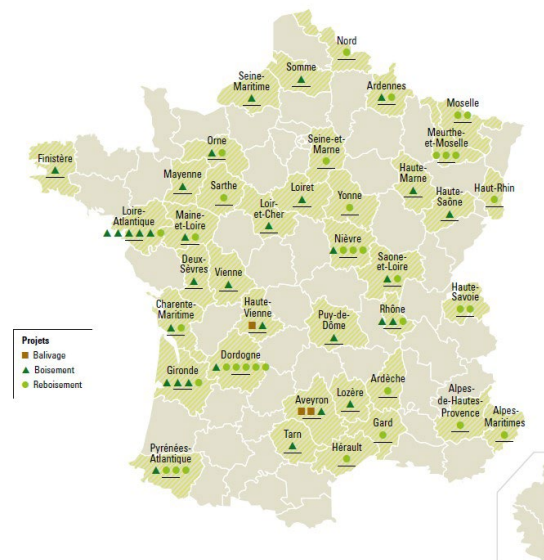 Nord
Somme
Seine-
Maritime
Ardennes
Moselle
Meurthe-
et-Moselle
Orne
Seine-et-
Marne
Finistère
Mayenne
Sarthe
Loiret
Yonne
Haute-
Marne
Haut-Rhin
Haute-
Saône
Loir-
et-Cher
Loire-
Atlantique
Maine-
et-Loire
Nièvre
Saone-
et-Loire
Deux-
Sèvres
Vienne
Haute-
Savoie
Charente-
Maritime
Haute-
Vienne
Puy-de-
Dôme
Rhône
Projets
Balivage
Boisement
Reboisement
Gironde
Dordogne
Ardèche
Aveyron
Lozère
Alpes-
de-Hautes-
Provence
Alpes-
Maritimes
Tarn
Gard
Hérault
Pyrénées-
Atlantique